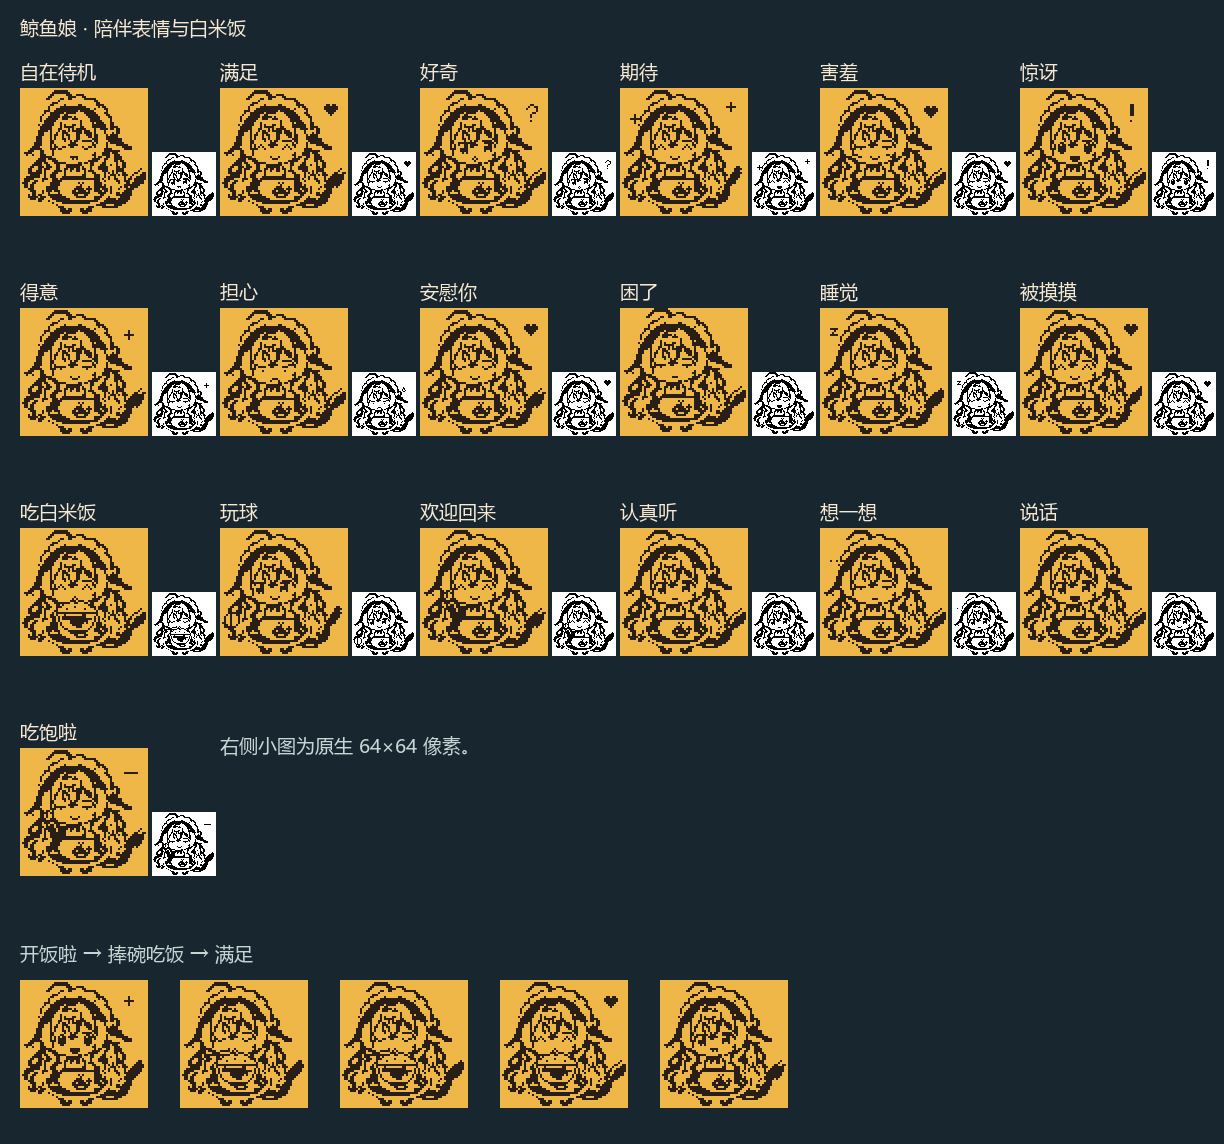 鲸鱼娘 · 陪伴表情与白米饭
自在待机 满足 好奇 期待 害羞 惊讶
?
+ +
!
得意 担心 安慰你 困了 睡觉 被摸摸
+
z
吃白米饭 玩球 欢迎回来 认真听 想一想 说话
吃饱啦
右侧小图为原生 64×64 像素。
开饭啦 → 捧碗吃饭 → 满足
+